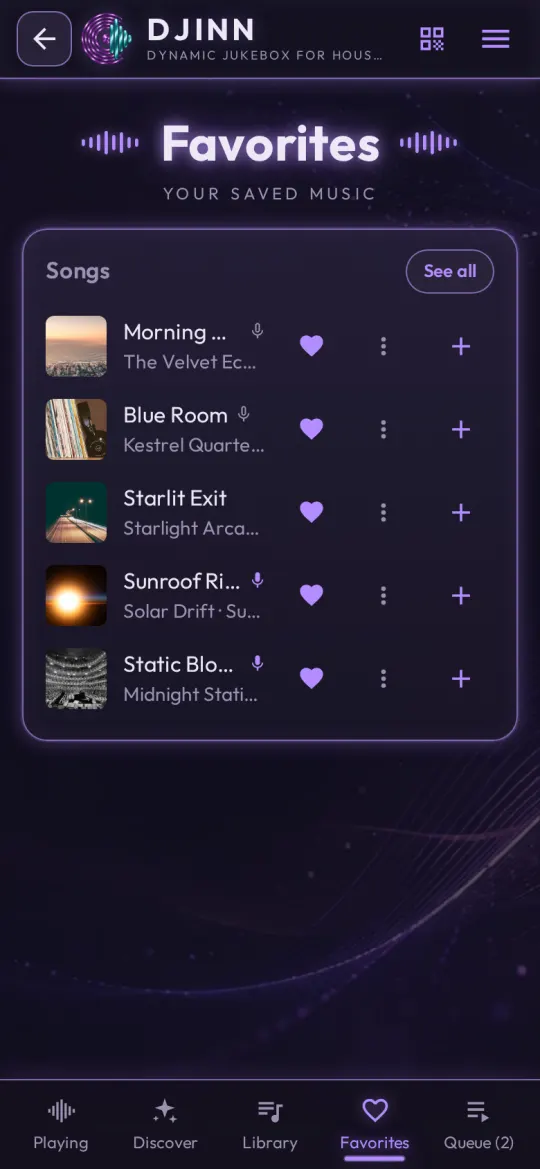 DJINN
DYNAMIC JUKEBOX FOR HOUS...
Favorites
YOUR SAVED MUSIC
Songs
See all
Morning ...
The Velvet Ec...
Blue Room
Kestrel Quarte...
Starlit Exit
Starlight Arca...
Sunroof Ri...
Solar Drift · Su...
Static Blo...
Midnight Stati...
Playing
Discover
Library
Favorites
Queue (2)